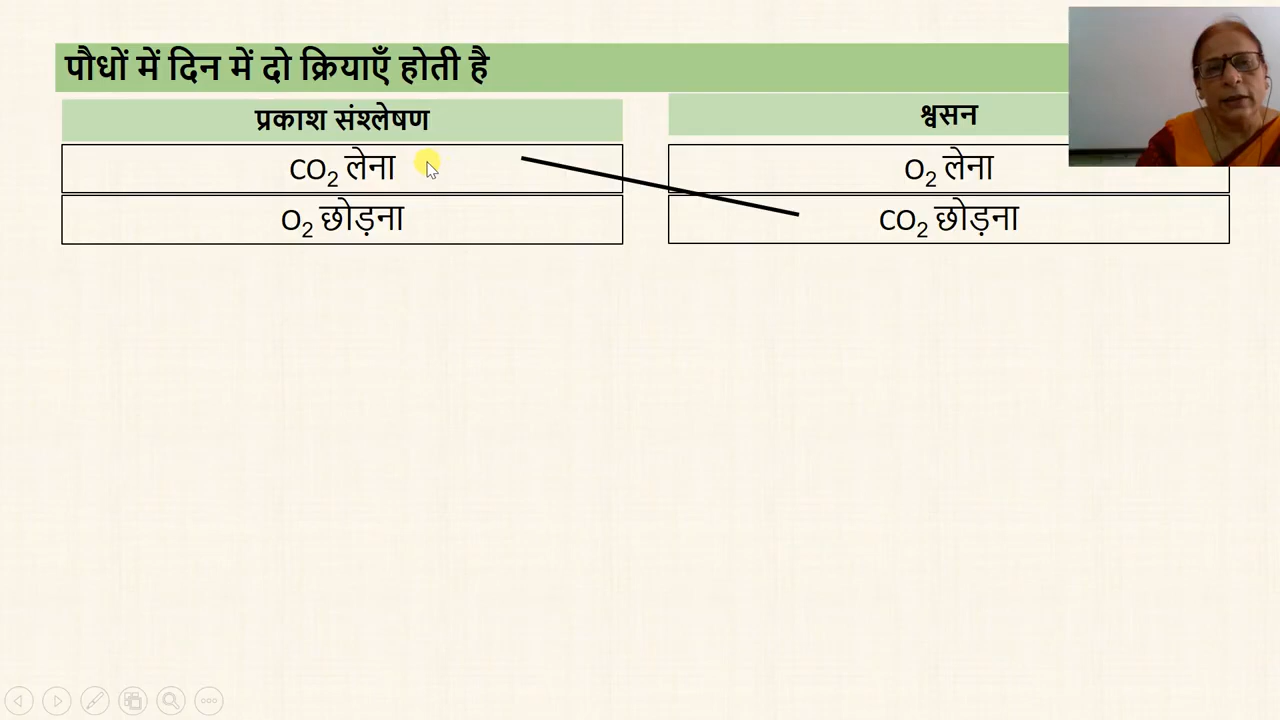 पौधों में दिन में दो क्रियाएँ होती है
प्रकाश संश्लेषण
श्वसन
CO₂ लेना
O₂ लेना
O₂ छोड़ना
CO₂ छोड़ना